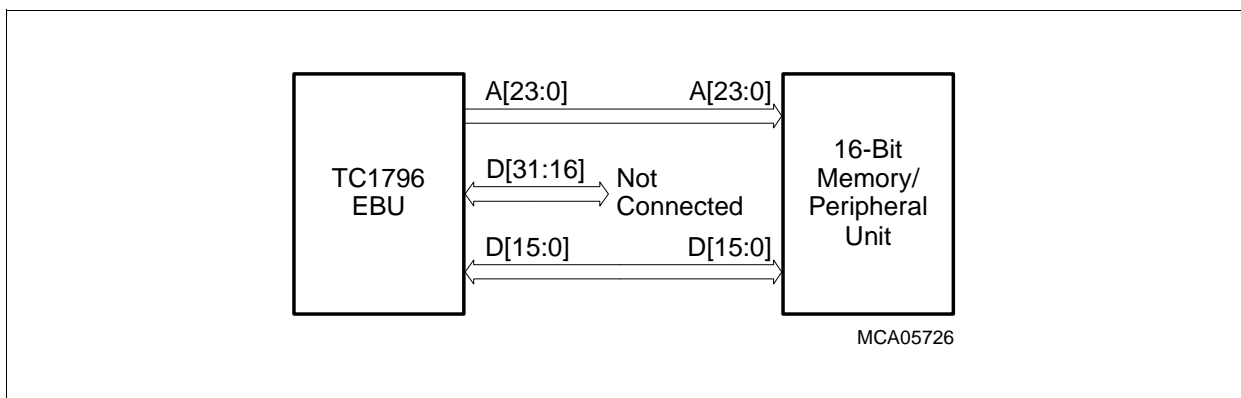 A[23:0] A[23:0]
D[31:16] Not
Connected
D[15:0] D[15:0]
TC1796
EBU
16-Bit
Memory/
Peripheral
Unit
MCA05726